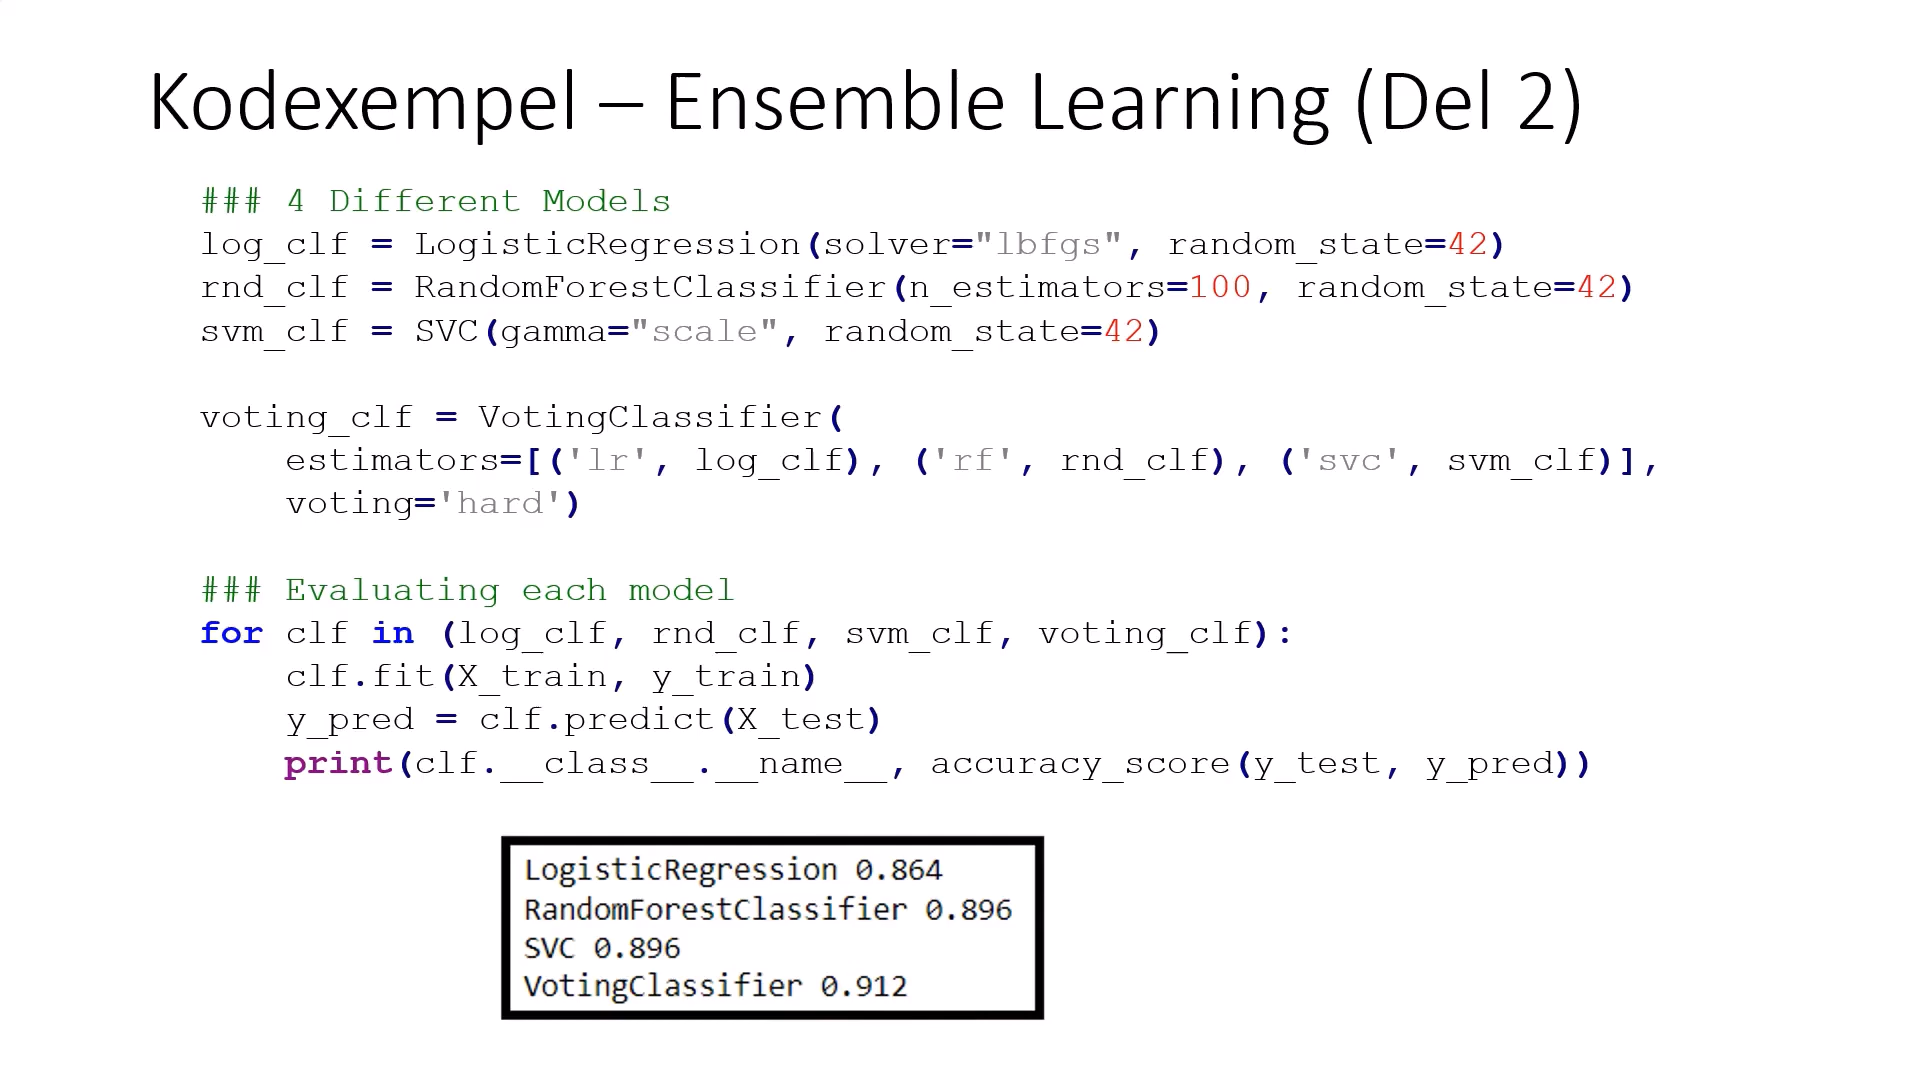 Kodexempel – Ensemble Learning (Del 2)
### 4 Different Models
log_clf = LogisticRegression(solver="lbfgs", random_state=42)
rnd_clf = RandomForestClassifier(n_estimators=100, random_state=42)
svm_clf = SVC(gamma="scale", random_state=42)
voting_clf = VotingClassifier(
    estimators=[('lr', log_clf), ('rf', rnd_clf), ('svc', svm_clf)],
    voting='hard')
### Evaluating each model
for clf in (log_clf, rnd_clf, svm_clf, voting_clf):
    clf.fit(X_train, y_train)
    y_pred = clf.predict(X_test)
    print(clf.__class__.__name__, accuracy_score(y_test, y_pred))
LogisticRegression 0.864
RandomForestClassifier 0.896
SVC 0.896
VotingClassifier 0.912